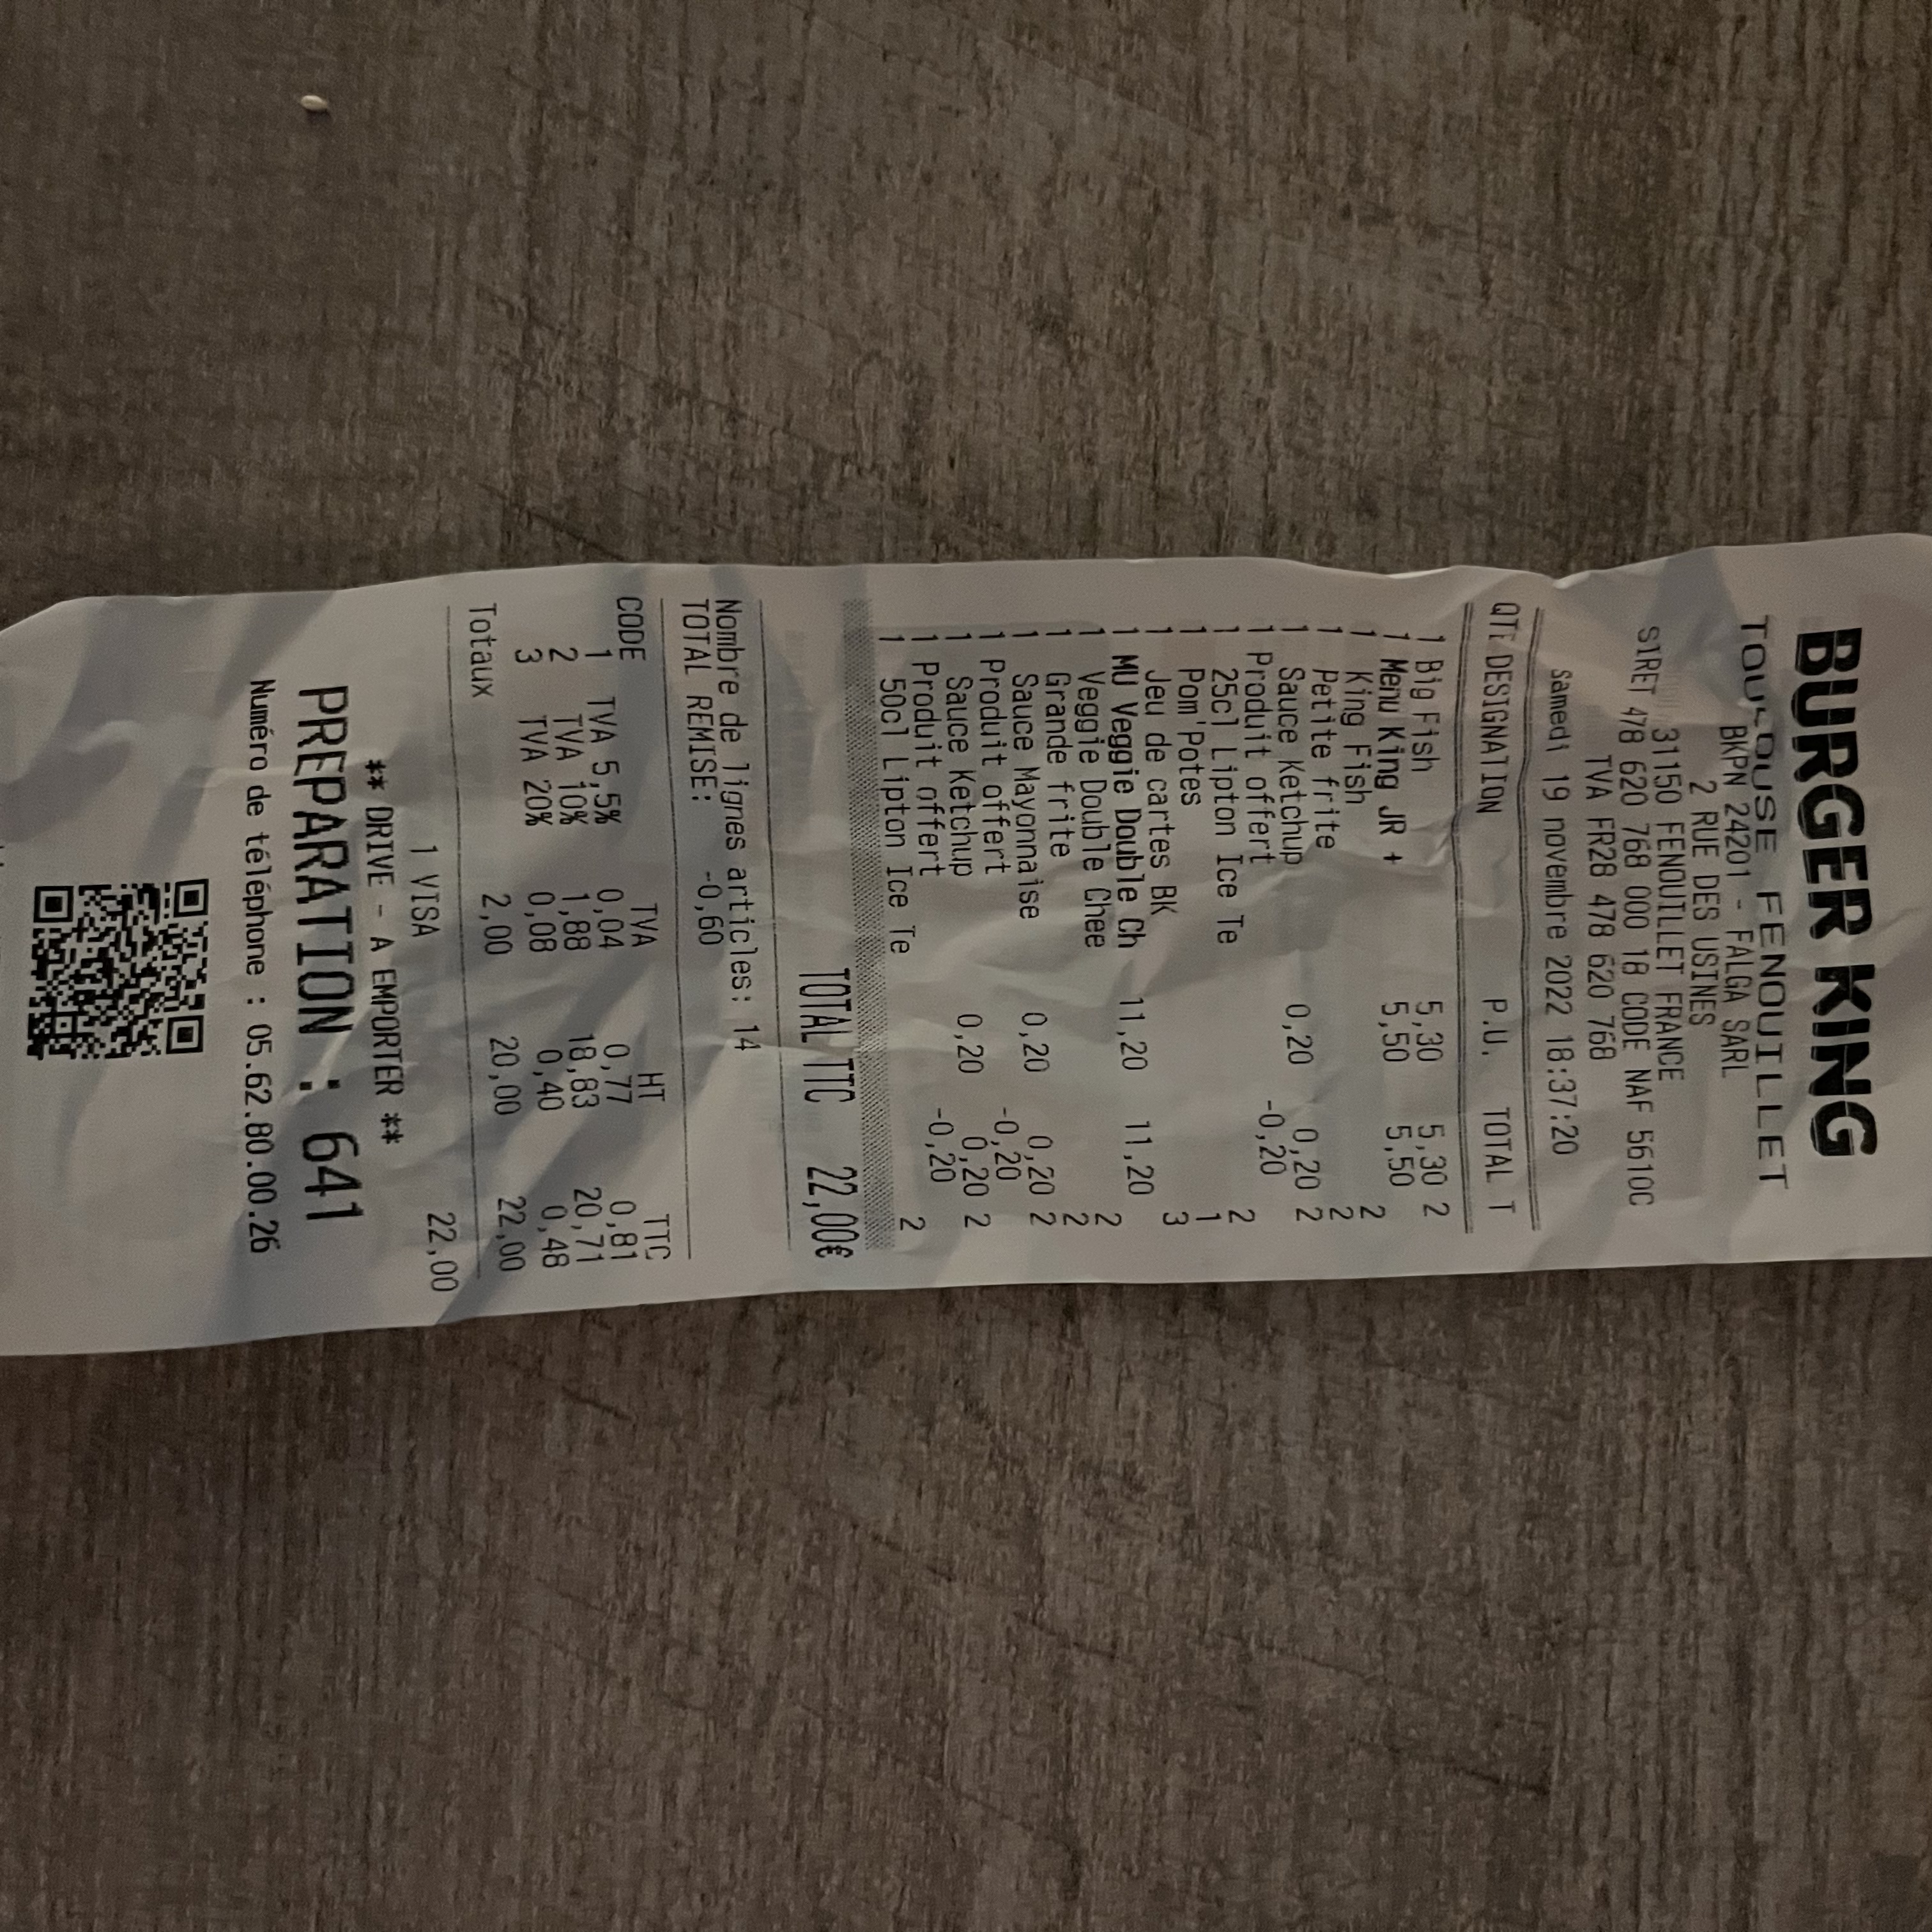 BURGER KING
TOULOUSE FENOUILLET
BKPN 24201 - FALGA SARL
2 RUE DES USINES
31150 FENOUILLET FRANCE
SIRET 478 620 768 000 18 CODE NAF 5610C
TVA FR28 478 620 768
Samedi 19 novembre 2022 18:37:20
QTE DESIGNATION P.U. TOTAL T
1 Big Fish 5,30 5,30 2
1 Menu King JR + 5,50 5,50
1 King Fish 2
1 Petite frite 2
1 Sauce Ketchup 0,20 0,20 2
1 Produit offert -0,20
1 25cl Lipton Ice Te 2
1 Pom'Potes 1
1 Jeu de cartes BK 3
1 MU Veggie Double Ch 11,20 11,20
1 Veggie Double Chee 2
1 Grande frite 2
1 Sauce Mayonnaise 0,20 0,20 2
1 Produit offert -0,20
1 Sauce Ketchup 0,20 0,20 2
1 Produit offert -0,20
1 50cl Lipton Ice Te 2
TOTAL TTC 22,00€
Nombre de lignes articles: 14
TOTAL REMISE: -0,60
CODE TVA HT TTC
1 TVA 5,5% 0,04 0,77 0,81
2 TVA 10% 1,88 18,83 20,71
3 TVA 20% 0,08 0,40 0,48
Totaux 2,00 20,00 22,00
1 VISA 22,00
** DRIVE - A EMPORTER **
PREPARATION : 641
Numéro de téléphone : 05.62.80.00.26